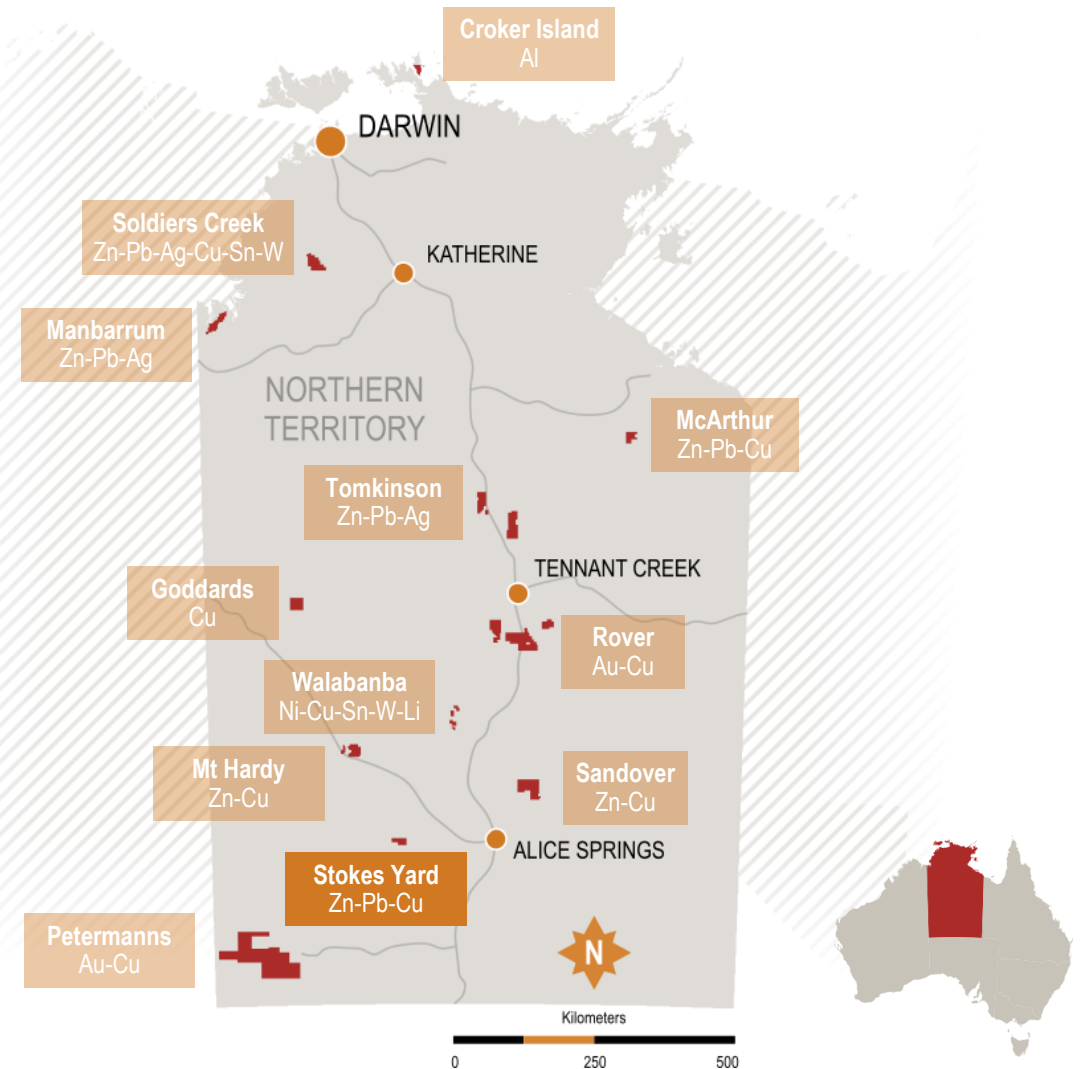 Croker Island
Al
DARWIN
Soldiers Creek
Zn-Pb-Ag-Cu-Sn-W
KATHERINE
Manbarrum
Zn-Pb-Ag
NORTHERN
TERRITORY
McArthur
Zn-Pb-Cu
Tomkinson
Zn-Pb-Ag
TENNANT CREEK
Goddards
Cu
Rover
Au-Cu
Walabanba
Ni-Cu-Sn-W-Li
Mt Hardy
Zn-Cu
Sandover
Zn-Cu
ALICE SPRINGS
Stokes Yard
Zn-Pb-Cu
Petermanns
Au-Cu
N
Kilometers
0 250 500